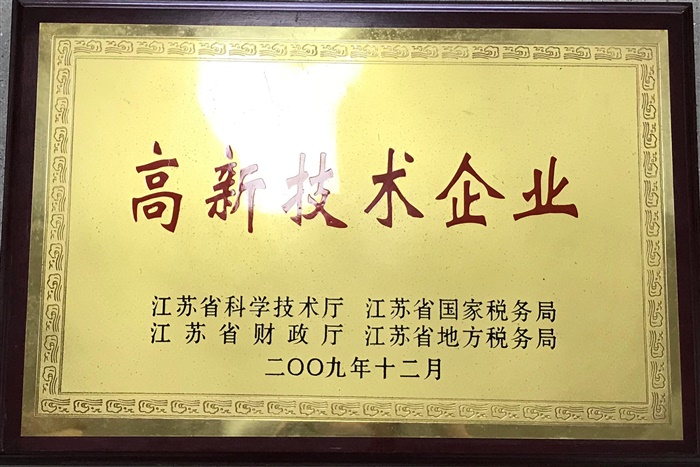 高新技术企业
江苏省科学技术厅 江苏省国家税务局
江苏省财政厅 江苏省地方税务局
二〇〇九年十二月